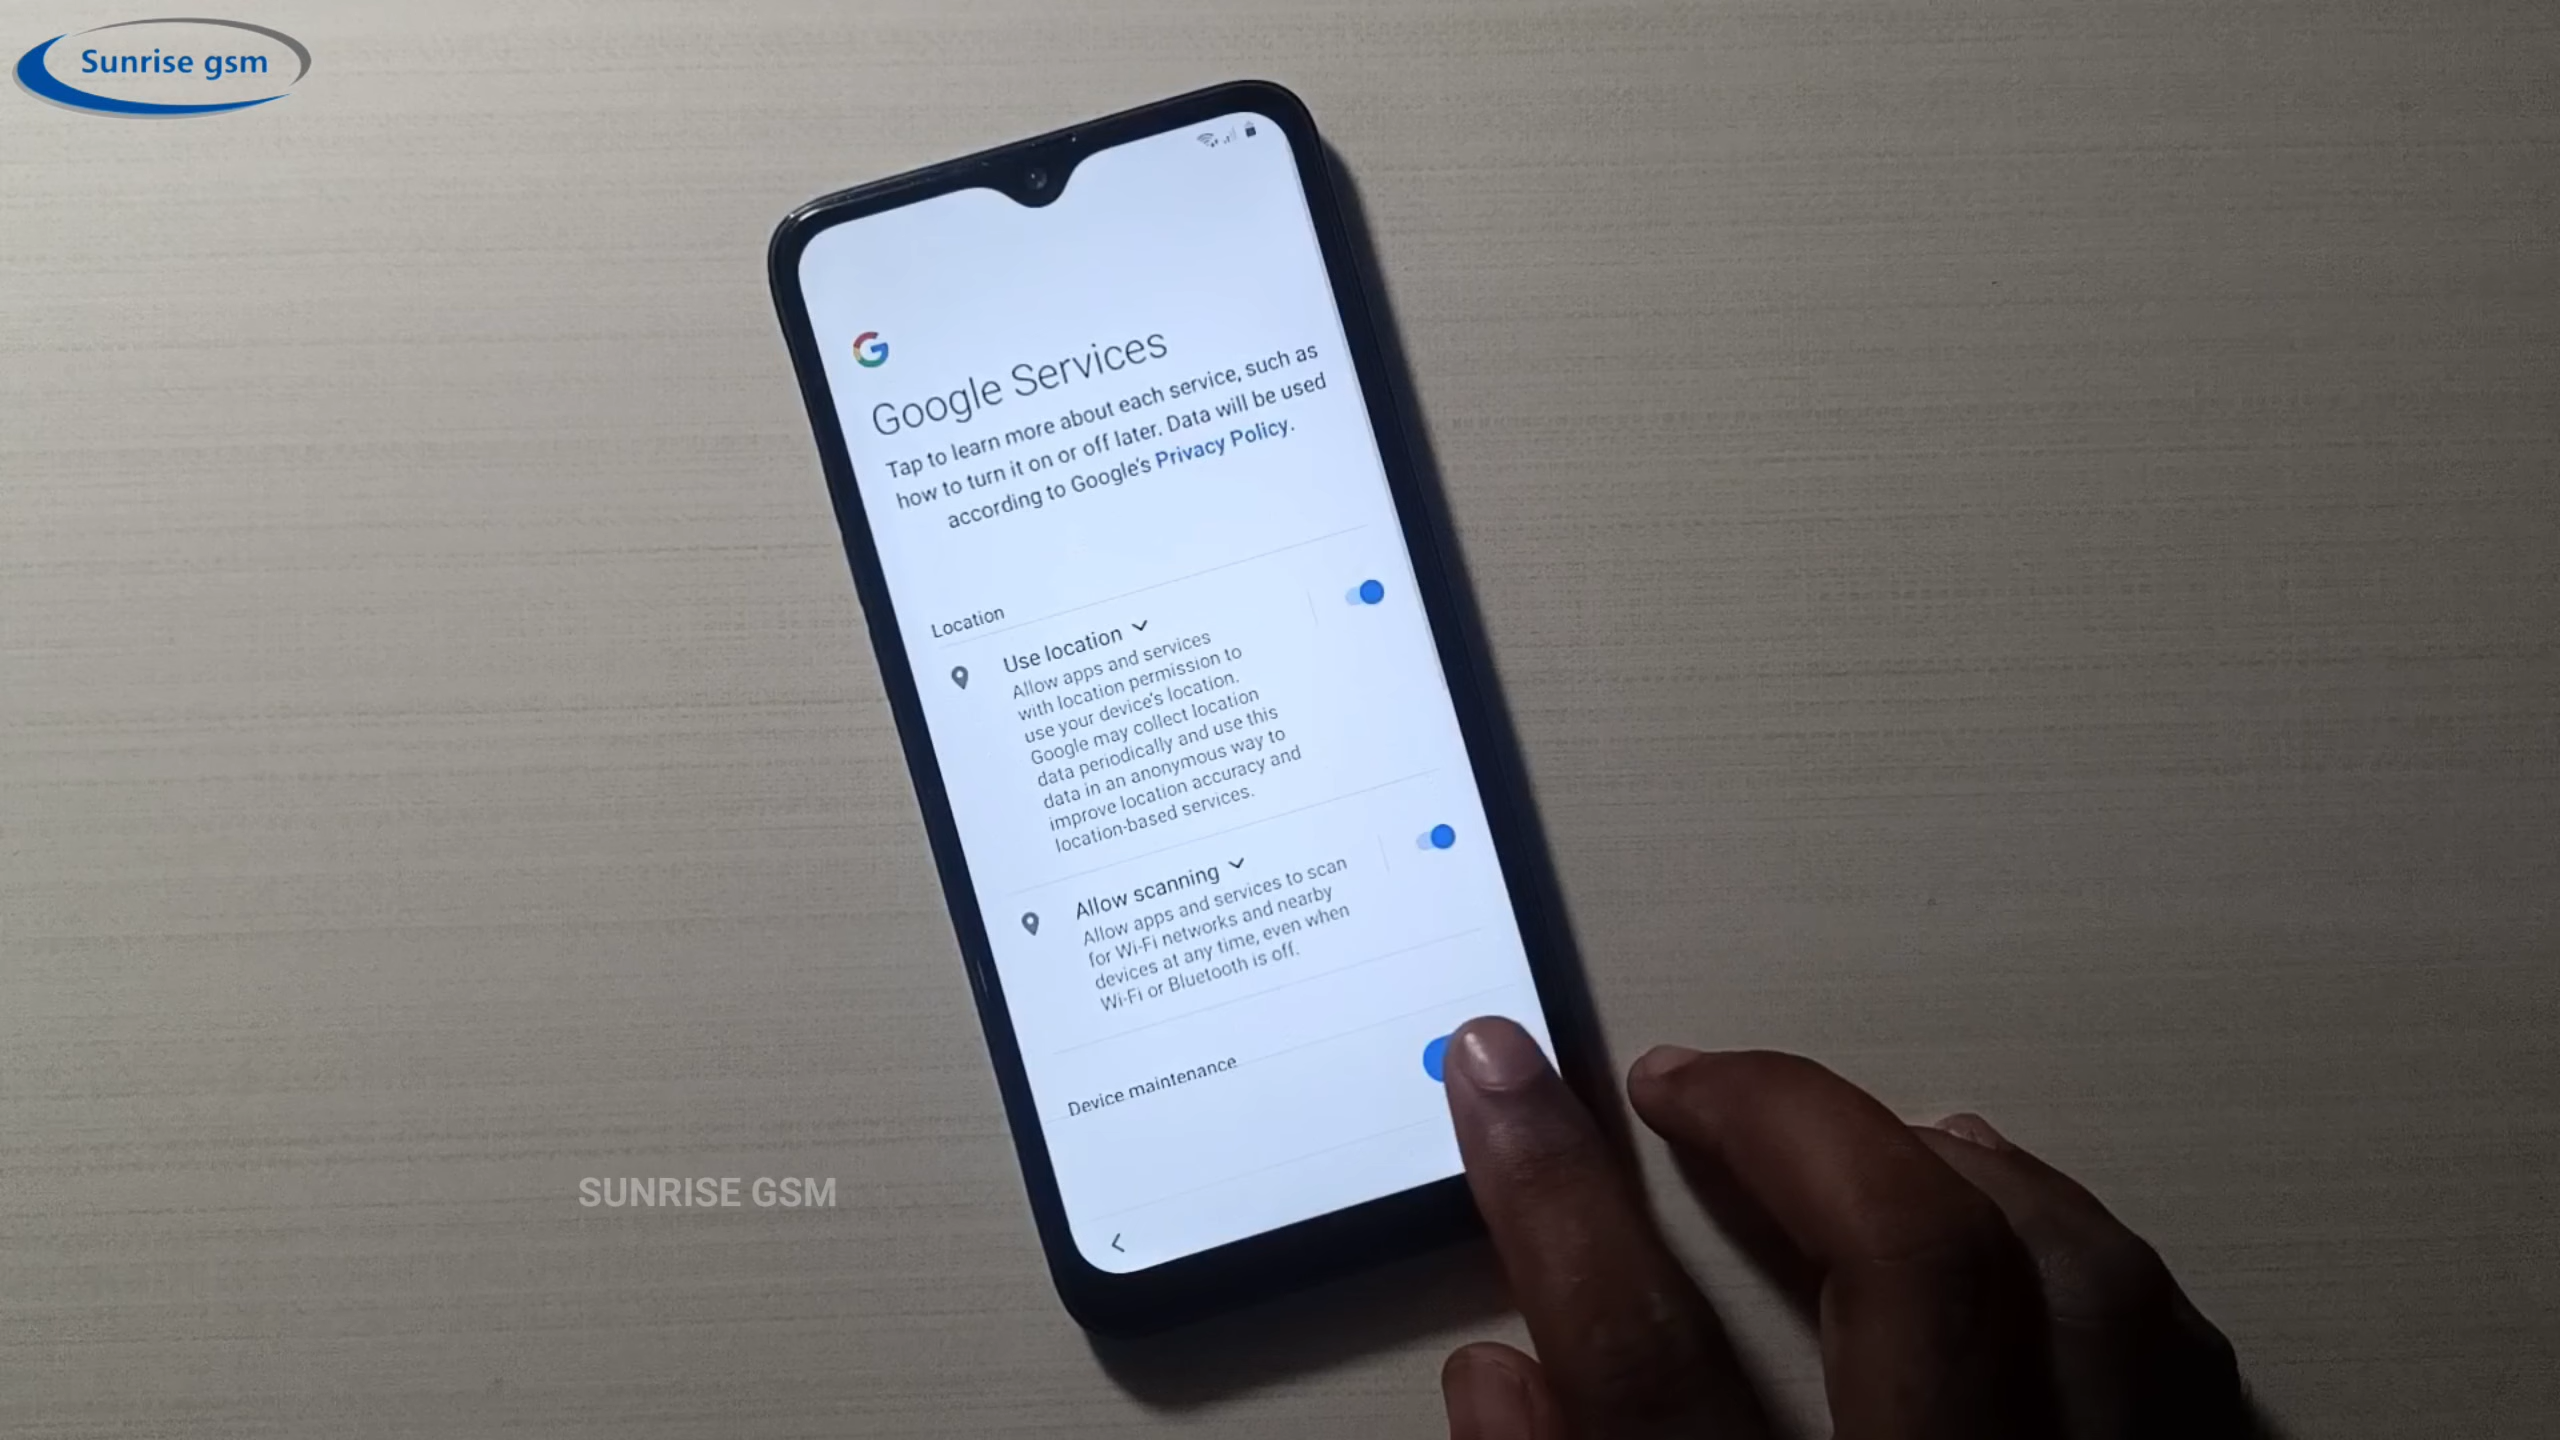 Sunrise gsm
Google Services
Tap to learn more about each service, such as
how to turn it on or off later. Data will be used
according to Google's Privacy Policy.
Location
Use location
Allow apps and services
with location permission to
use your device's location.
Google may collect location
data periodically and use this
data in an anonymous way to
improve location accuracy and
location-based services.
Allow scanning
Allow apps and services to scan
for Wi-Fi networks and nearby
devices at any time, even when
Wi-Fi or Bluetooth is off.
Device maintenance
SUNRISE GSM